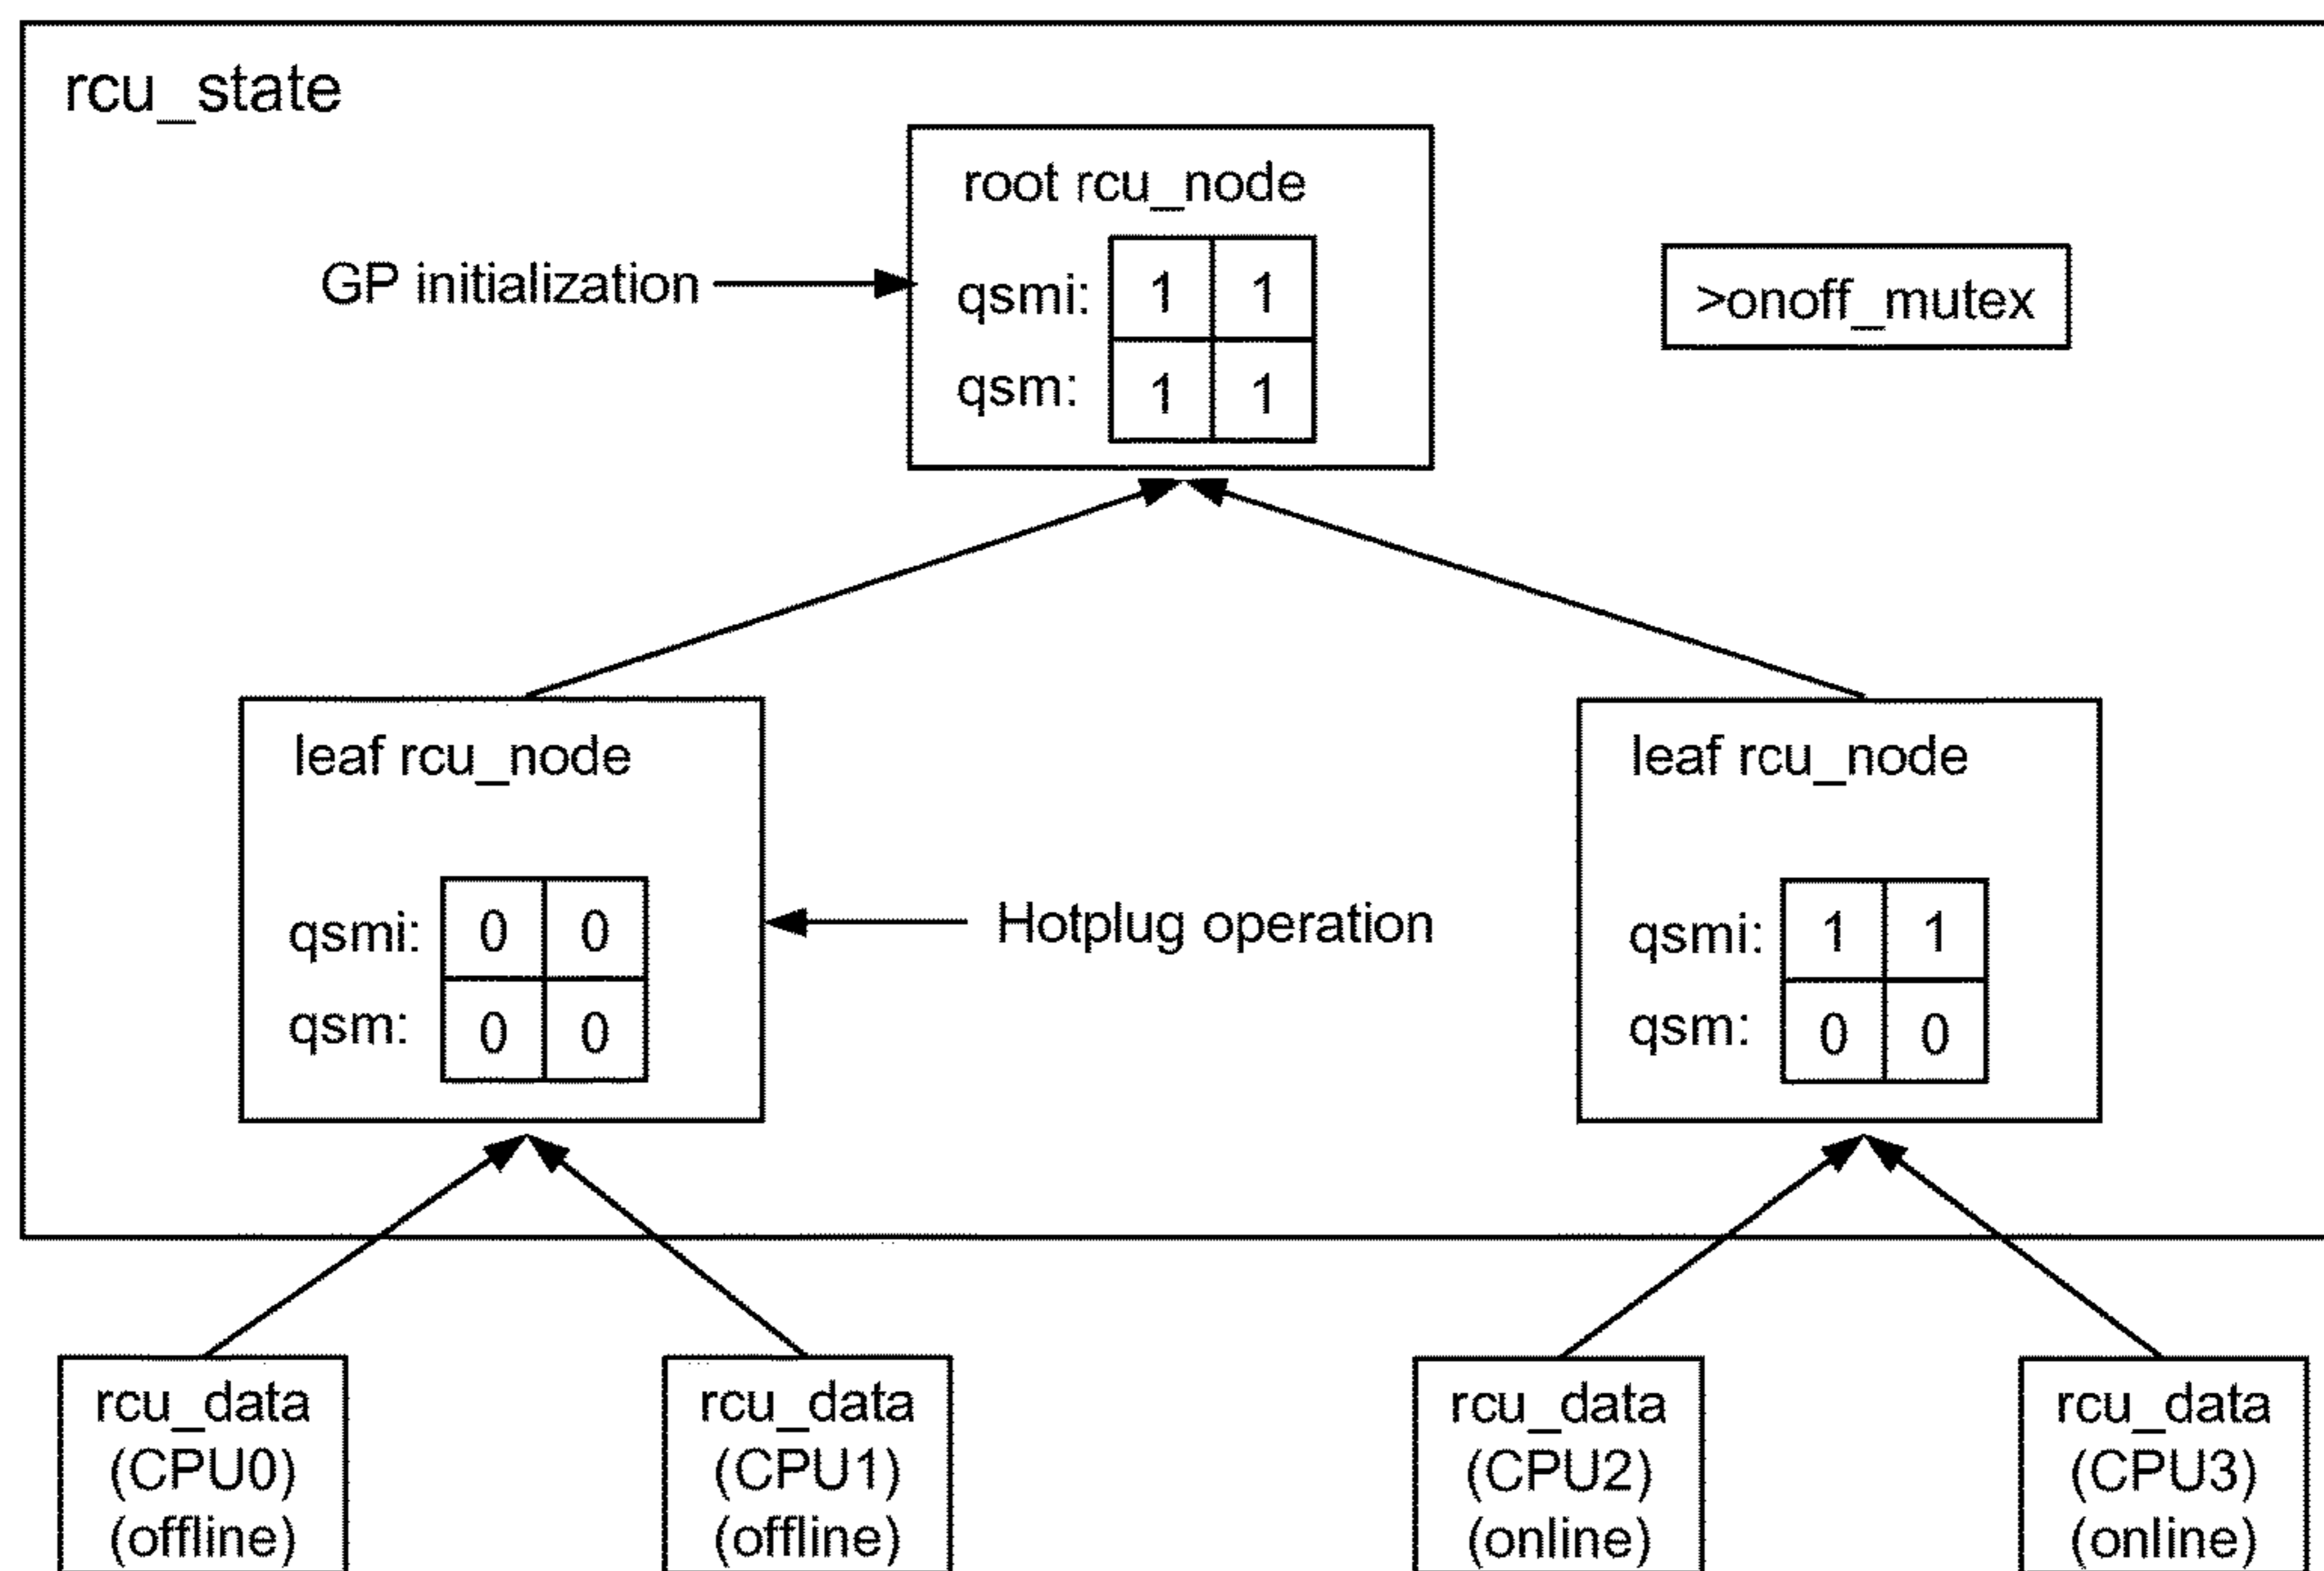 rcu_state
root rcu_node
GP initialization
qsmi: 1 1
qsm: 1 1
>onoff_mutex
leaf rcu_node
qsmi: 0 0
qsm: 0 0
Hotplug operation
leaf rcu_node
qsmi: 1 1
qsm: 0 0
rcu_data
(CPU0)
(offline)
rcu_data
(CPU1)
(offline)
rcu_data
(CPU2)
(online)
rcu_data
(CPU3)
(online)